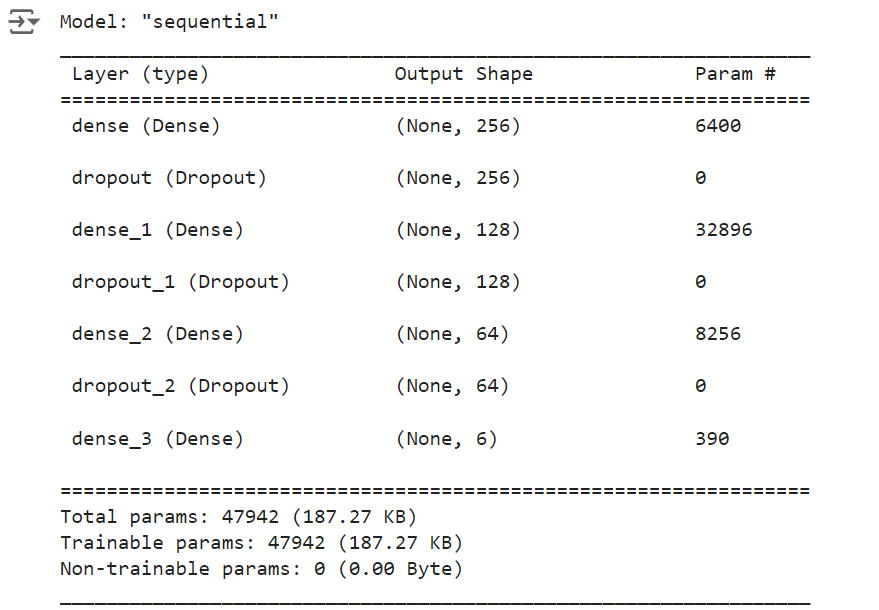 Model: "sequential"
_________________________________________________________________
Layer (type) Output Shape Param #
=================================================================
dense (Dense) (None, 256) 6400
dropout (Dropout) (None, 256) 0
dense_1 (Dense) (None, 128) 32896
dropout_1 (Dropout) (None, 128) 0
dense_2 (Dense) (None, 64) 8256
dropout_2 (Dropout) (None, 64) 0
dense_3 (Dense) (None, 6) 390
=================================================================
Total params: 47942 (187.27 KB)
Trainable params: 47942 (187.27 KB)
Non-trainable params: 0 (0.00 Byte)
_________________________________________________________________